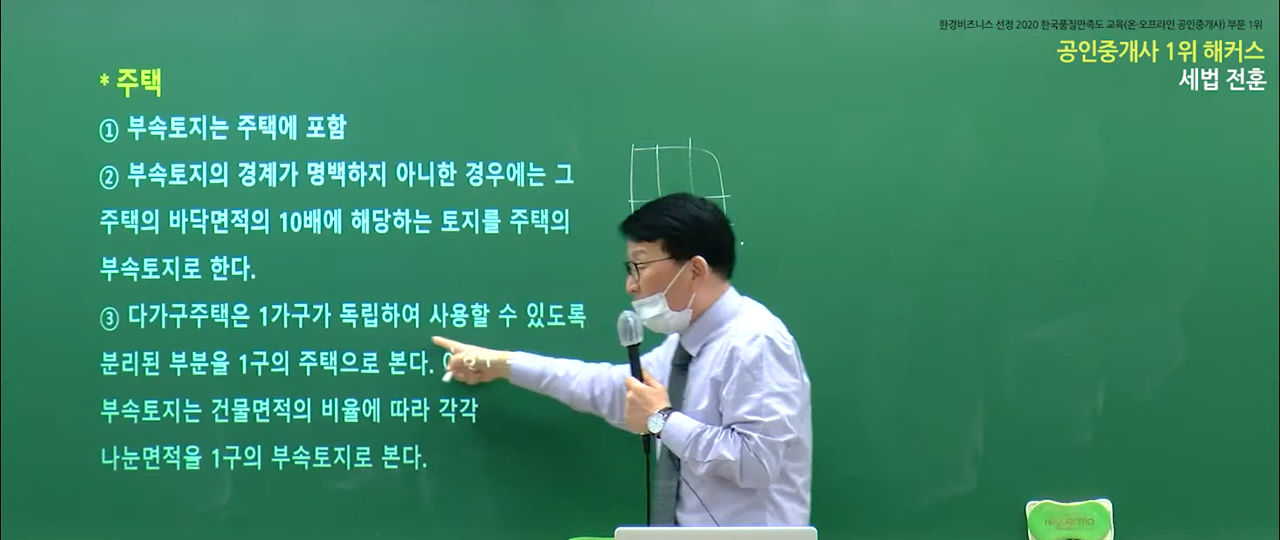 한경비즈니스 선정 2020 한국품질만족도 교육(온·오프라인 공인중개사) 부문 1위
공인중개사 1위 해커스
세법 전훈
* 주택
① 부속토지는 주택에 포함
② 부속토지의 경계가 명백하지 아니한 경우에는 그
주택의 바닥면적의 10배에 해당하는 토지를 주택의
부속토지로 한다.
③ 다가구주택은 1가구가 독립하여 사용할 수 있도록
분리된 부분을 1구의 주택으로 본다.
부속토지는 건물면적의 비율에 따라 각각
나눈면적을 1구의 부속토지로 본다.